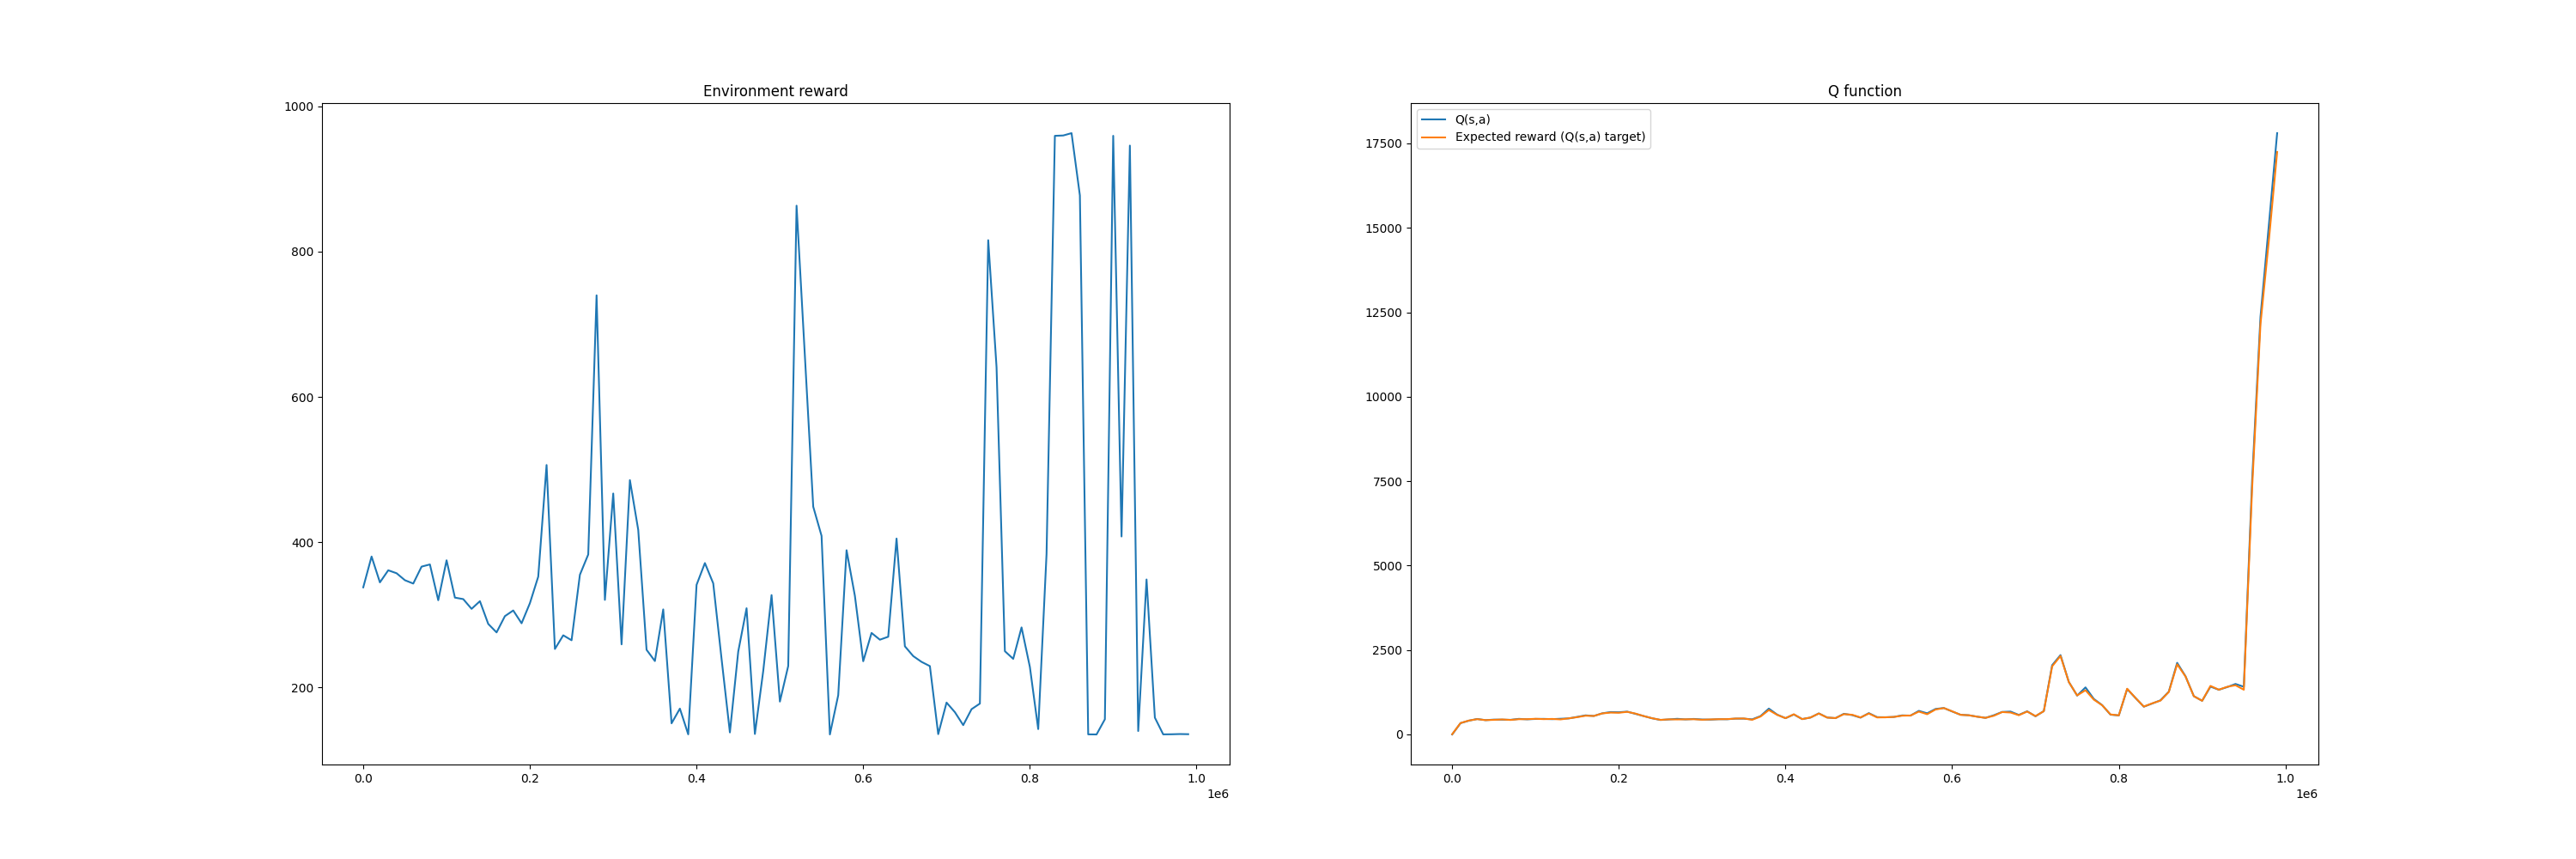 Environment reward
1000
800
600
400
200
0.0 0.2 0.4 0.6 0.8 1.0
1e6
Q function
Q(s,a)
Expected reward (Q(s,a) target)
17500
15000
12500
10000
7500
5000
2500
0
0.0 0.2 0.4 0.6 0.8 1.0
1e6